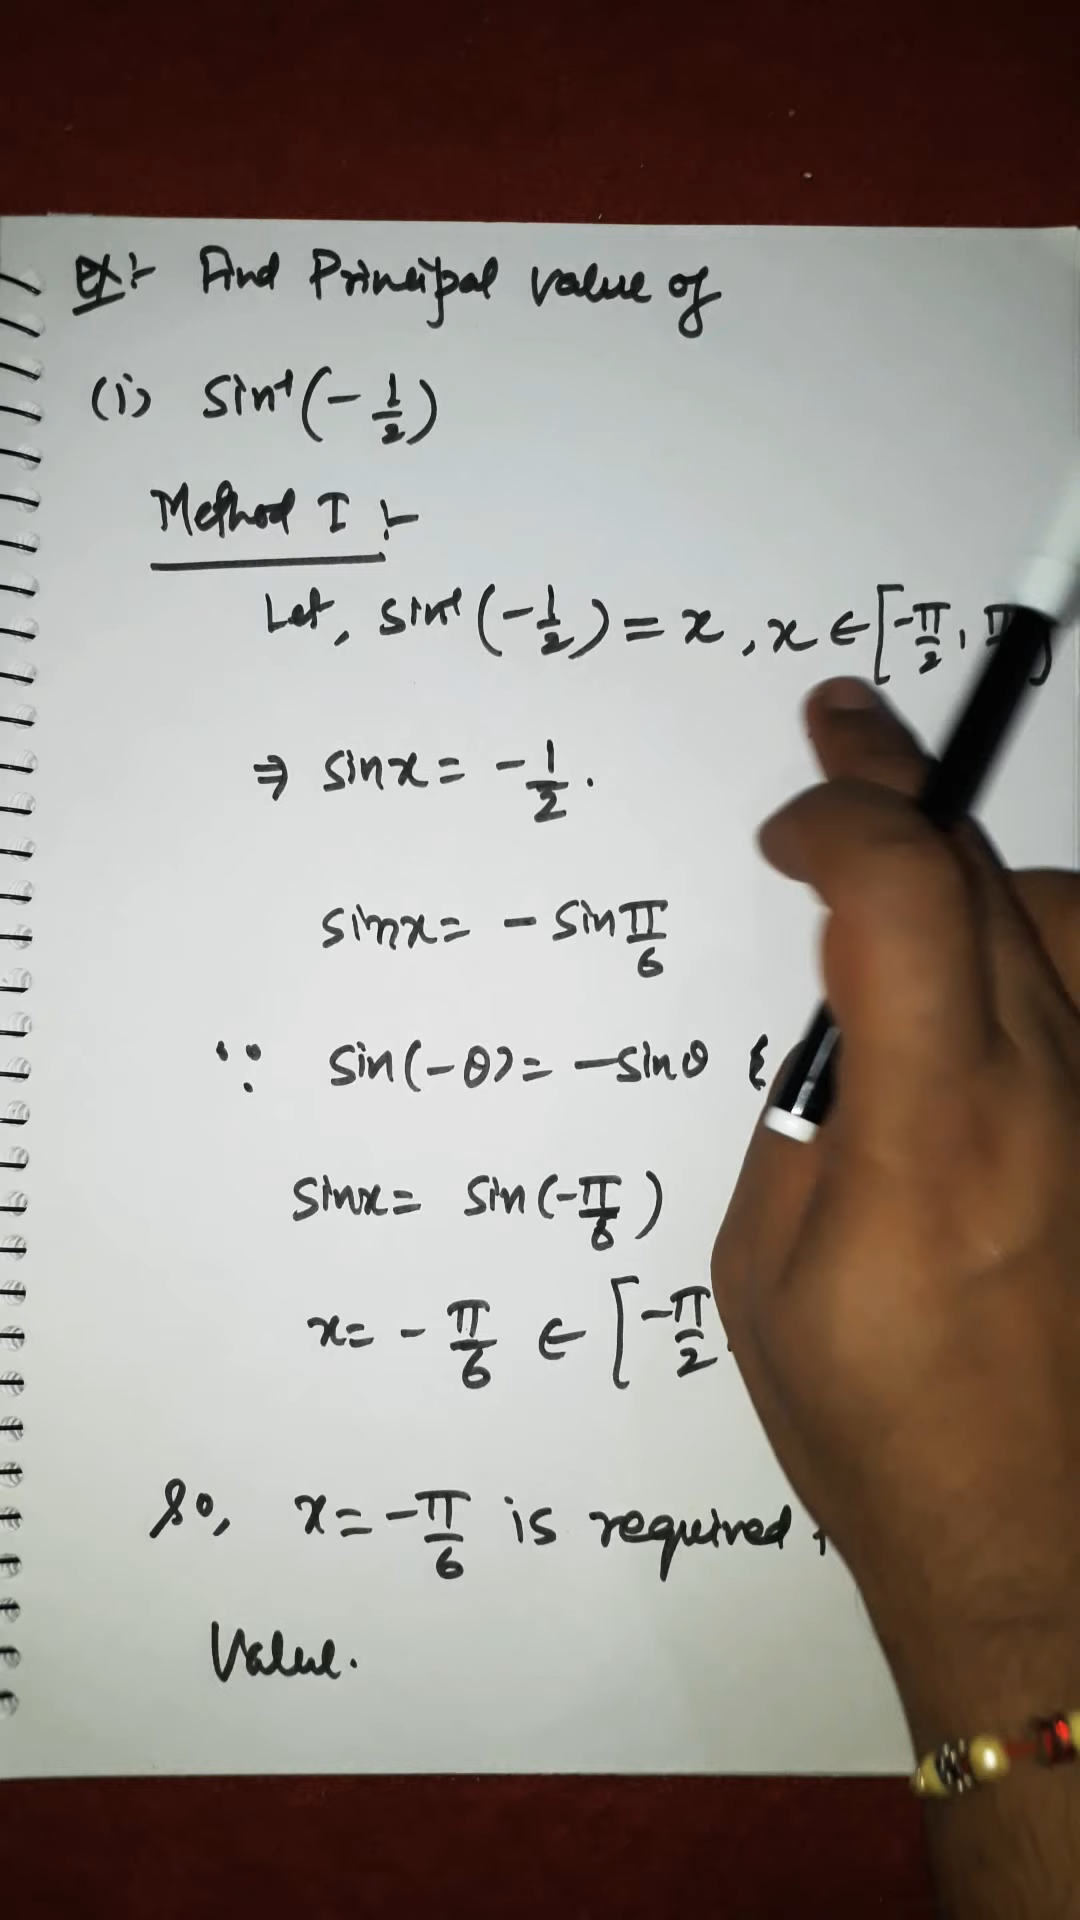 Ex:- Find Principal value of
(i) sin⁻¹(-1/2)
Method I :-
Let, sin⁻¹(-1/2) = x, x ∈ [-π/2, π
⇒ sinx = -1/2.
sinx = - sin π/6
∵ sin(-θ) = -sinθ {
sinx = sin(-π/6)
x = - π/6 ∈ [-π/2
So, x = -π/6 is required
Value.